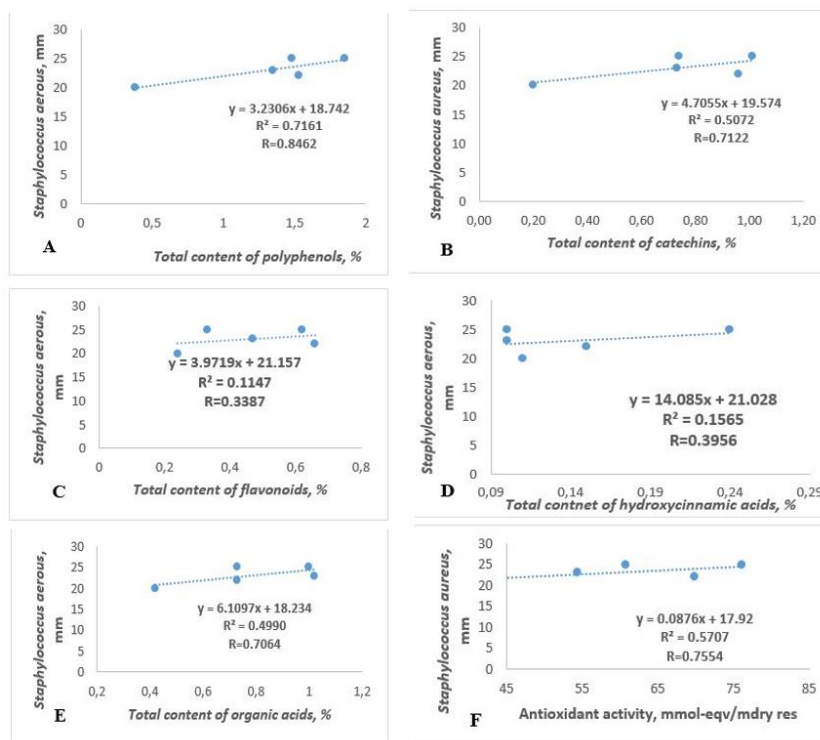 30
25
20
15
10
5
0
Staphylococcus aerous, mm
y = 3.2306x + 18.742
R² = 0.7161
R=0.8462
0
0,5
1
1,5
2
A
Total content of polyphenols, %
30
25
20
15
10
5
0
Staphylococcus aureus, mm
y = 4.7055x + 19.574
R² = 0.5072
R=0.7122
0,00
0,20
0,40
0,60
0,80
1,00
1,20
B
Total content of catechins, %
30
25
20
15
10
5
0
Staphylococcus aerous,
mm
y = 3.9719x + 21.157
R² = 0.1147
R=0.3387
0
0,2
0,4
0,6
0,8
C
Total content of flavonoids, %
30
25
20
15
10
5
0
Staphylococcus aerous,
mm
y = 14.085x + 21.028
R² = 0.1565
R=0.3956
0,09
0,14
0,19
0,24
0,29
D
Total contnet of hydroxycinnamic acids, %
30
25
20
15
10
5
0
Staphylococcus aerous,
mm
y = 6.1097x + 18.234
R² = 0.4990
R=0.7064
0,2
0,4
0,6
0,8
1
1,2
E
Total content of organic acids, %
30
25
20
15
10
5
0
Staphylococcus aureus,
mm
y = 0.0876x + 17.92
R² = 0.5707
R=0.7554
45
55
65
75
85
F
Antioxidant activity, mmol-eqv/mdry res